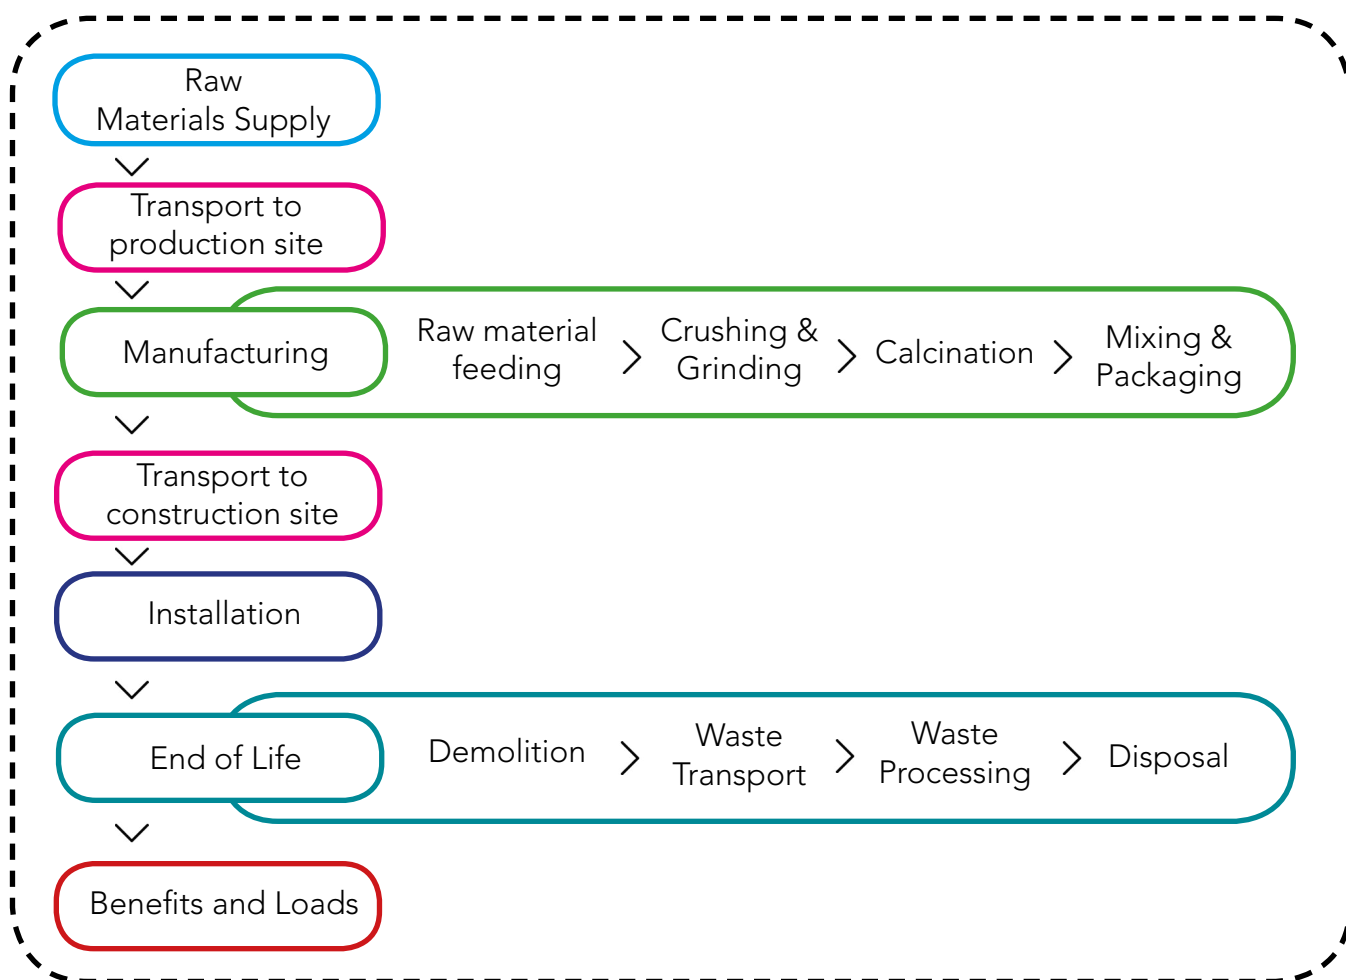 Raw
Materials Supply
Transport to
production site
Manufacturing
Raw material
feeding
Crushing &
Grinding
Calcination
Mixing &
Packaging
Transport to
construction site
Installation
End of Life
Demolition
Waste
Transport
Waste
Processing
Disposal
Benefits and Loads